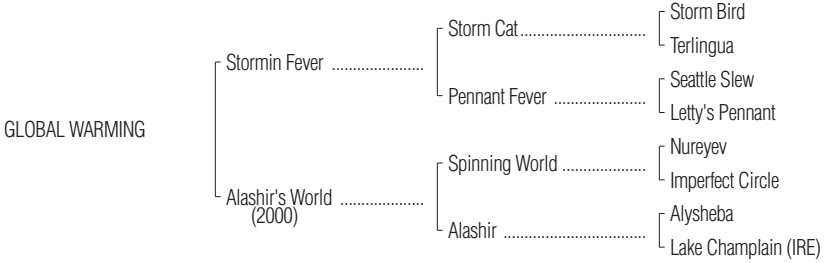 Storm Bird
Storm Cat..............................
Terlingua
Stormin Fever ......................
Seattle Slew
Pennant Fever ......................
Letty's Pennant
GLOBAL WARMING
Nureyev
Spinning World ....................
Imperfect Circle
Alashir's World ....................
(2000)
Alysheba
Alashir ..................................
Lake Champlain (IRE)